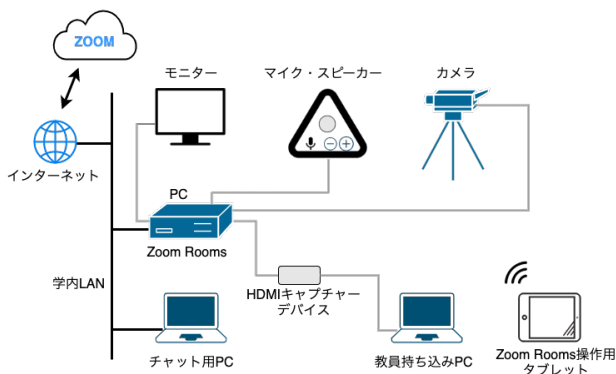 ZOOM
モニター
マイク・スピーカー
カメラ
インターネット
PC
Zoom Rooms
学内LAN
HDMIキャプチャー
デバイス
チャット用PC
教員持ち込みPC
Zoom Rooms操作用
タブレット